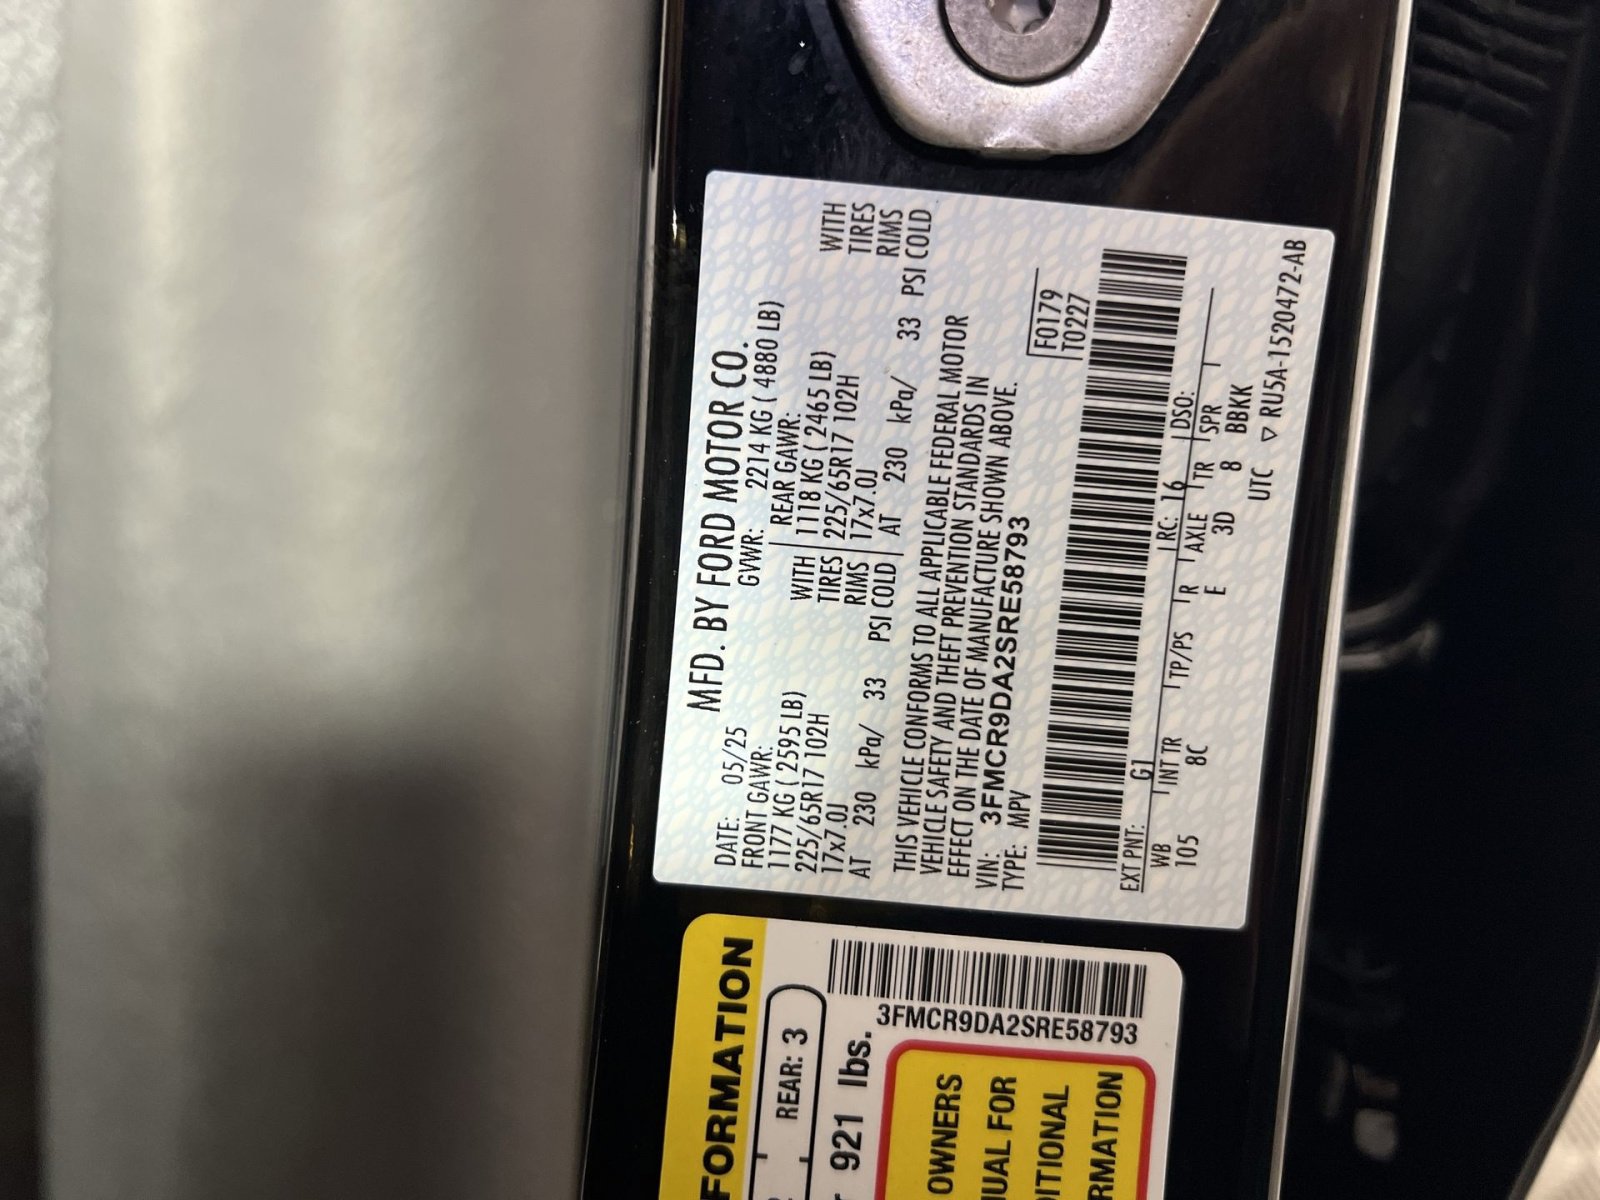 MFD. BY FORD MOTOR CO.
DATE: 05/25 GVWR: 2214 KG ( 4880 LB)
FRONT GAWR: REAR GAWR:
1177 KG ( 2595 LB) WITH 1118 KG ( 2465 LB) WITH
225/65R17 102H TIRES 225/65R17 102H TIRES
17x7.0J RIMS 17x7.0J RIMS
AT 230 kPa/ 33 PSI COLD AT 230 kPa/ 33 PSI COLD
THIS VEHICLE CONFORMS TO ALL APPLICABLE FEDERAL MOTOR
VEHICLE SAFETY AND THEFT PREVENTION STANDARDS IN
EFFECT ON THE DATE OF MANUFACTURE SHOWN ABOVE.
VIN: 3FMCR9DA2SRE58793
TYPE: MPV
F0179
T0227
EXT PNT: G1 RC: 16 DSO:
WB INT TR TP/PS R AXLE TR SPR
105 8C E 3D 8 BBKK
UTC ▽ RU5A-1520472-AB
FORMATION
REAR: 3
921 lbs.
3FMCR9DA2SRE58793
OWNERS
UAL FOR
ITIONAL
RMATION